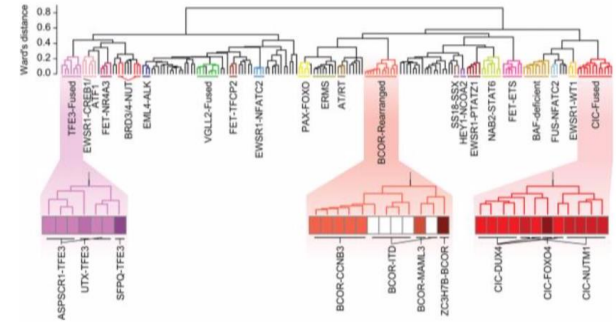 Ward's distance
0.8
0.6
0.4
0.2
0.0
TFE3-Fused
EWSR1-CREB1/
ATF1
FET-NR4A3
BRD3/4-NUT
EML4-ALK
VGLL2-Fused
FET-TFCP2
EWSR1-NFATC2
PAX-FOXO
ERMS
AT/RT
BCOR-Rearranged
SS18-SSX
HEY1-NCOA2
EWSR1-PTATZ1
NAB2-STAT6
FET-ETS
BAF-deficient
FUS-NFATC2
EWSR1-WT1
CIC-Fused
ASPSCR1-TFE3
UTX-TFE3
SFPQ-TFE3
BCOR-CCNB3
BCOR-ITD
BCOR-MAML3
ZC3H7B-BCOR
CIC-DUX4
CIC-FOXO4
CIC-NUTM1